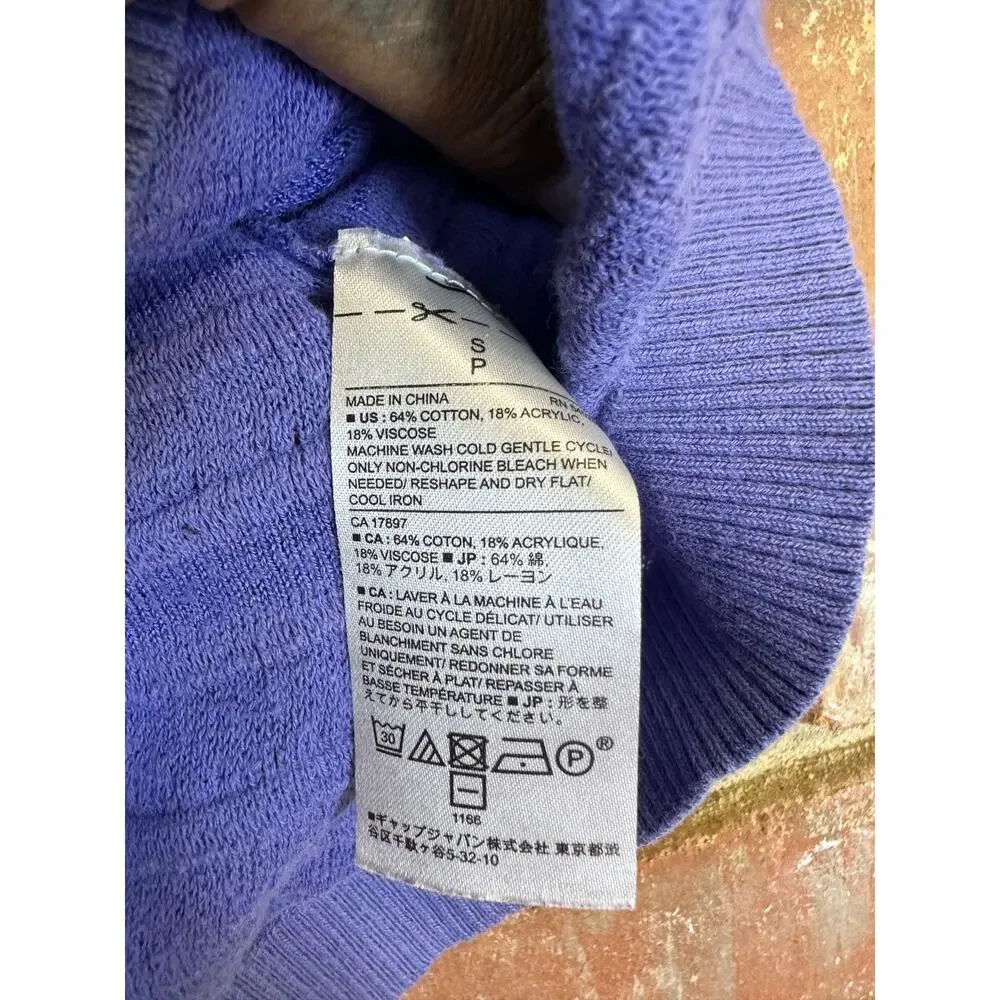 S
P
MADE IN CHINA RN
■ US : 64% COTTON, 18% ACRYLIC,
18% VISCOSE
MACHINE WASH COLD GENTLE CYCLE/
ONLY NON-CHLORINE BLEACH WHEN
NEEDED/ RESHAPE AND DRY FLAT/
COOL IRON
CA 17897
■ CA : 64% COTON, 18% ACRYLIQUE,
18% VISCOSE ■ JP : 64% 綿,
18% アクリル, 18% レーヨン
■ CA : LAVER À LA MACHINE À L'EAU
FROIDE AU CYCLE DÉLICAT/ UTILISER
AU BESOIN UN AGENT DE
BLANCHIMENT SANS CHLORE
UNIQUEMENT/ REDONNER SA FORME
ET SÉCHER À PLAT/ REPASSER À
BASSE TEMPÉRATURE ■ JP : 形を整
えてから平干ししてください。
30 P ®
1166
■ギャップジャパン株式会社 東京都渋
谷区千駄ヶ谷5-32-10